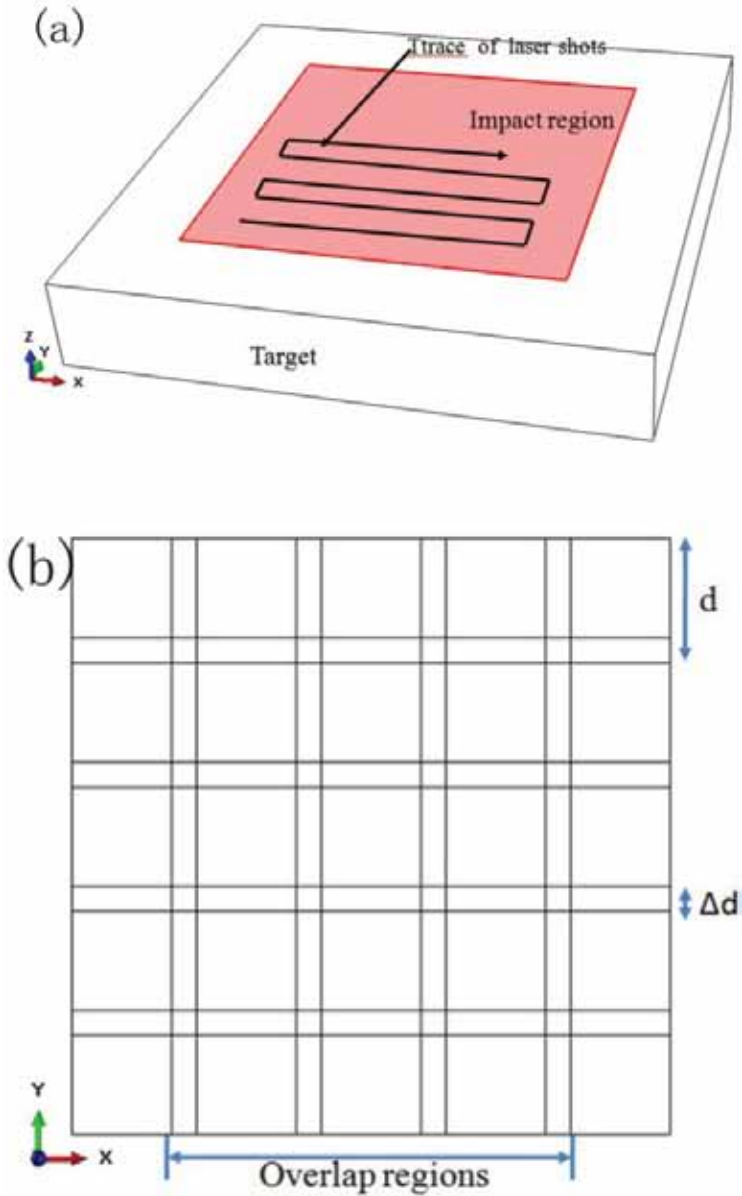 (a)
Ttrace of laser shots
Impact region
Target
Z
Y
X
(b)
d
Δd
Y
X
Overlap regions